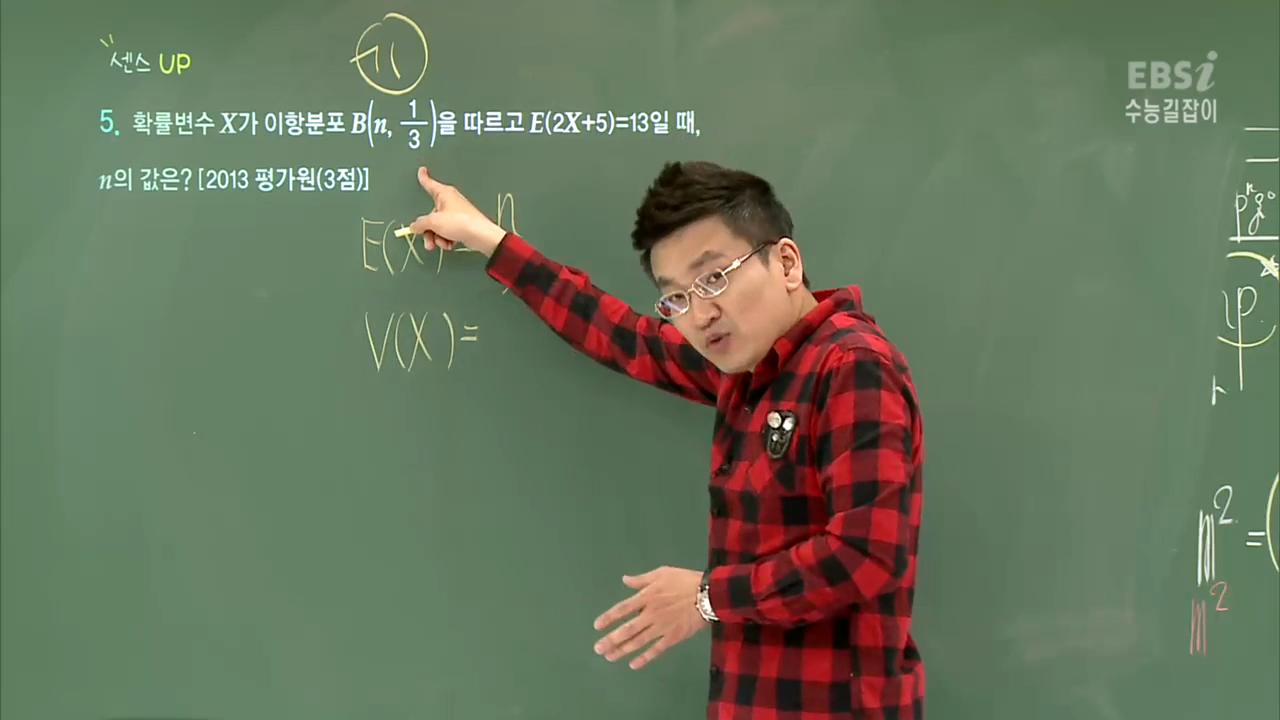 센스 UP
EBSi
수능길잡이
5. 확률변수 X가 이항분포 B(n, 1/3)을 따르고 E(2X+5)=13일 때,
n의 값은? [2013 평가원(3점)]
E(X) = n
V(X) =
m² = (
m²